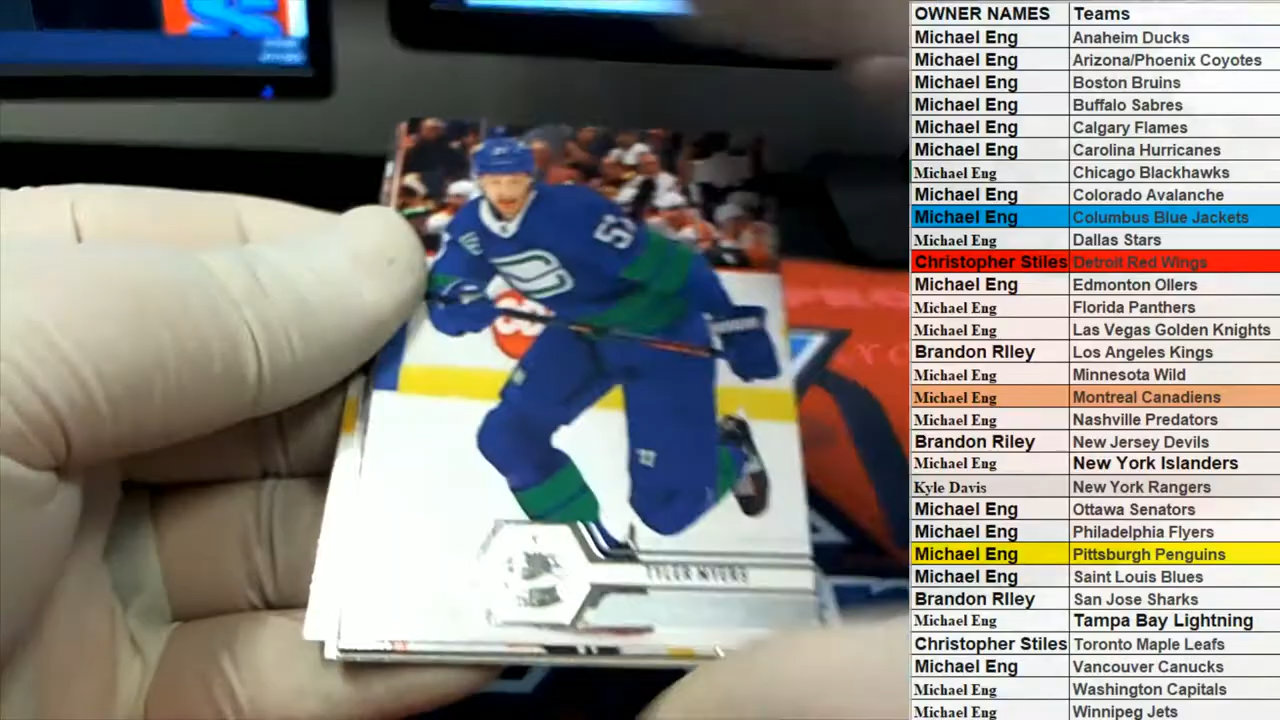 OWNER NAMES Teams
Michael Eng Anaheim Ducks
Michael Eng Arizona/Phoenix Coyotes
Michael Eng Boston Bruins
Michael Eng Buffalo Sabres
Michael Eng Calgary Flames
Michael Eng Carolina Hurricanes
Michael Eng Chicago Blackhawks
Michael Eng Colorado Avalanche
Michael Eng Columbus Blue Jackets
Michael Eng Dallas Stars
Christopher Stiles Detroit Red Wings
Michael Eng Edmonton Ollers
Michael Eng Florida Panthers
Michael Eng Las Vegas Golden Knights
Brandon RIley Los Angeles Kings
Michael Eng Minnesota Wild
Michael Eng Montreal Canadiens
Michael Eng Nashville Predators
Brandon Riley New Jersey Devils
Michael Eng New York Islanders
Kyle Davis New York Rangers
Michael Eng Ottawa Senators
Michael Eng Philadelphia Flyers
Michael Eng Pittsburgh Penguins
Michael Eng Saint Louis Blues
Brandon RIley San Jose Sharks
Michael Eng Tampa Bay Lightning
Christopher Stiles Toronto Maple Leafs
Michael Eng Vancouver Canucks
Michael Eng Washington Capitals
Michael Eng Winnipeg Jets
TYLER MYERS